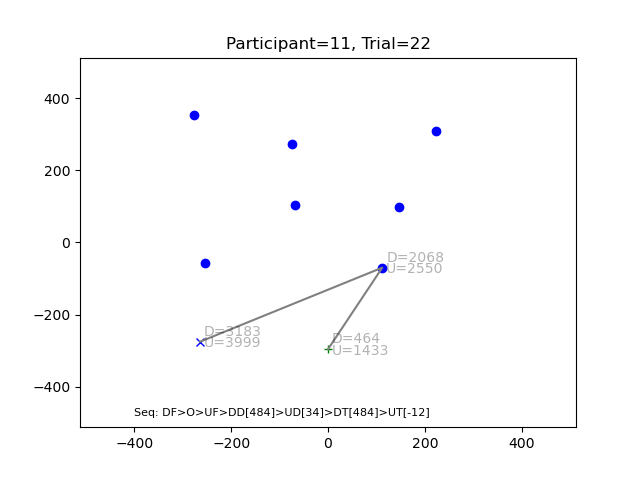 Participant=11, Trial=22
400
200
0
−200
−400
D=2068
U=2550
D=3183
U=3999
D=464
U=1433
Seq: DF>O>UF>DD[484]>UD[34]>DT[484]>UT[-12]
−400
−200
0
200
400